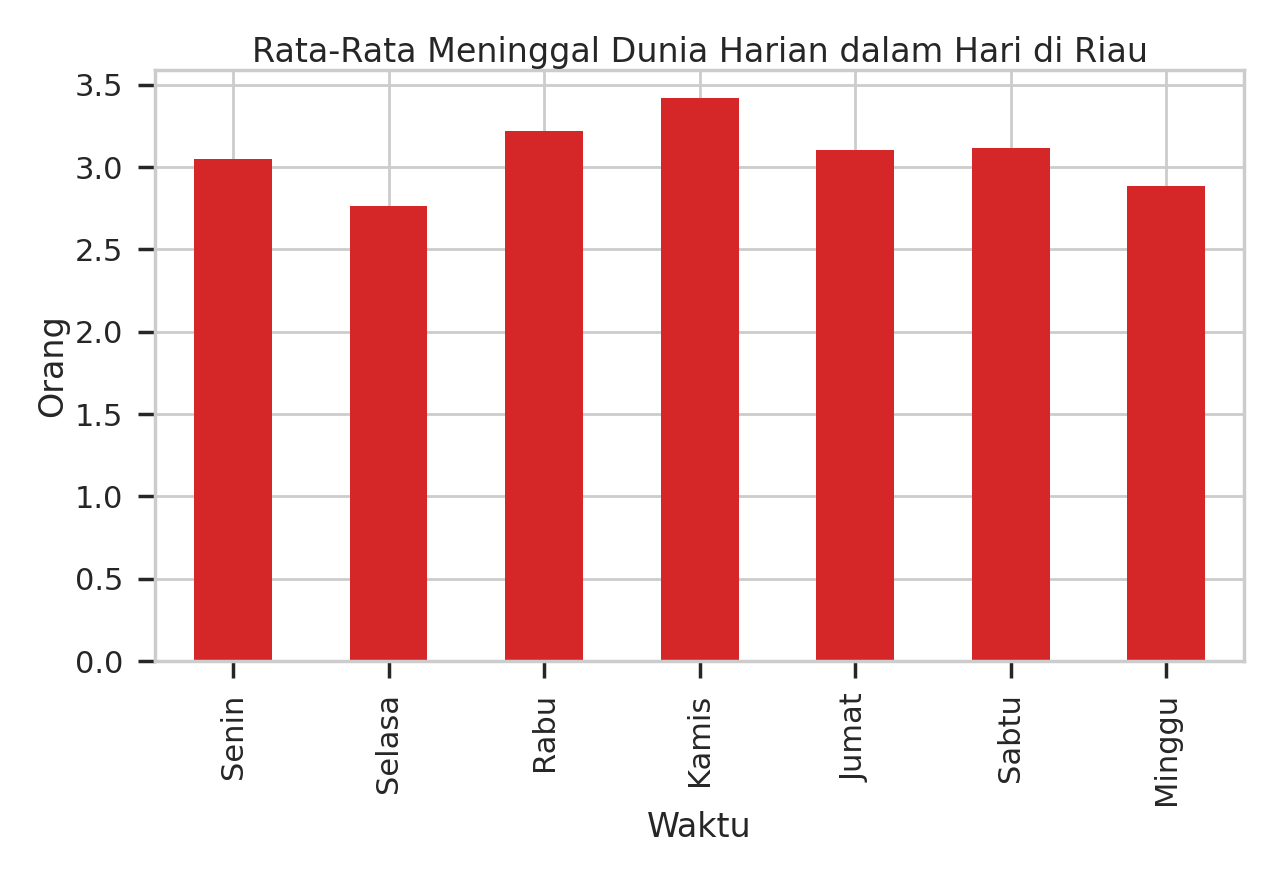 Rata-Rata Meninggal Dunia Harian dalam Hari di Riau
3.5
3.0
2.5
2.0
1.5
1.0
0.5
0.0
Orang
Senin
Selasa
Rabu
Kamis
Jumat
Sabtu
Minggu
Waktu